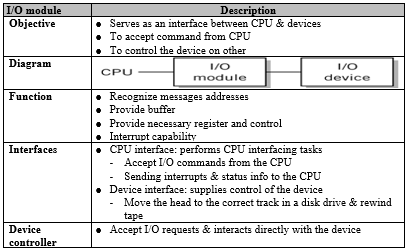 I/O module Description
Objective ● Serves as an interface between CPU & devices
● To accept command from CPU
● To control the device on other
Diagram
CPU I/O module I/O device
Function ● Recognize messages addresses
● Provide buffer
● Provide necessary register and control
● Interrupt capability
Interfaces ● CPU interface: performs CPU interfacing tasks
- Accept I/O commands from the CPU
- Sending interrupts & status info to the CPU
● Device interface: supplies control of the device
- Move the head to the correct track in a disk drive & rewind
tape
Device ● Accept I/O requests & interacts directly with the device
controller